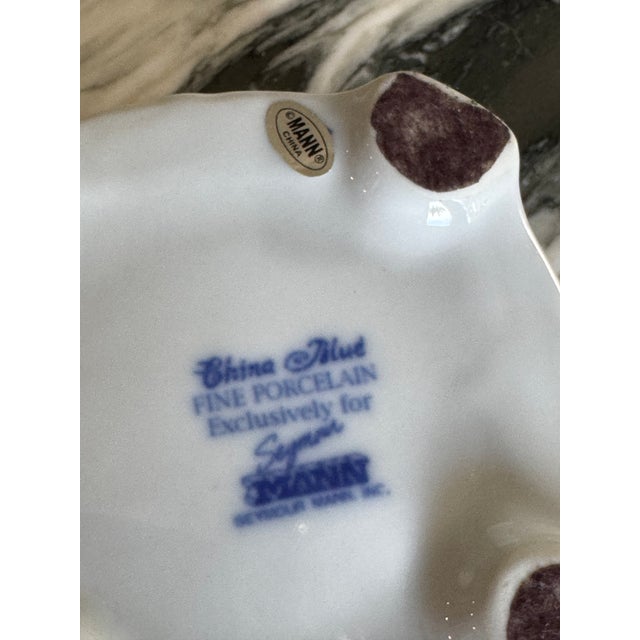 ©MANN®
CHINA
China Blue
FINE PORCELAIN
Exclusively for
Seymour
MANN
SEYMOUR MANN, INC.